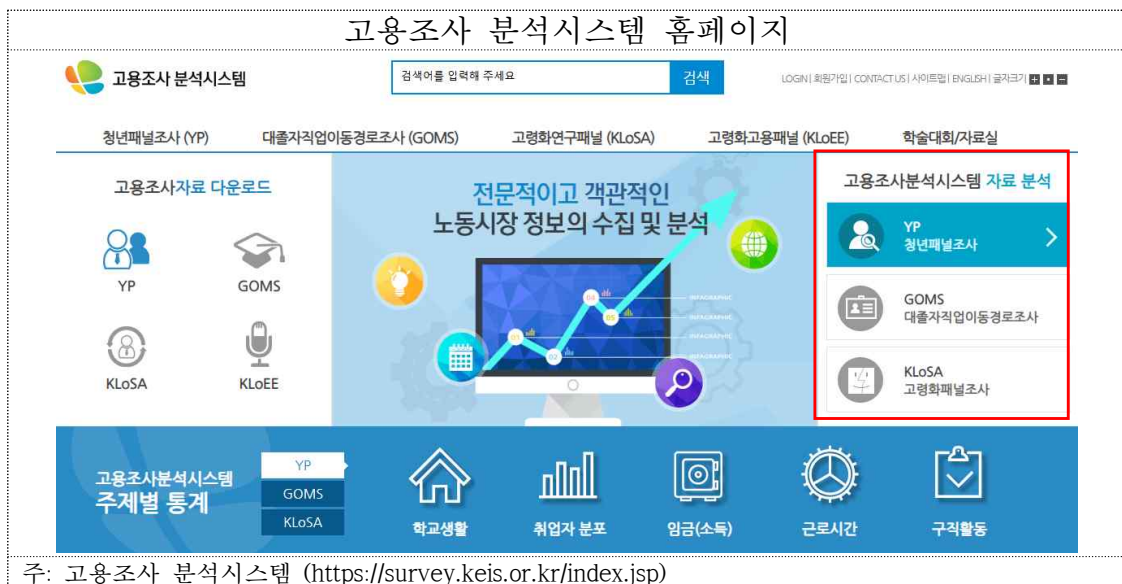 고용조사 분석시스템 홈페이지
고용조사 분석시스템
검색어를 입력해 주세요
검색
LOGIN | 회원가입 | CONTACT US | 사이트맵 | ENGLISH | 글자크기
청년패널조사 (YP)
대졸자직업이동경로조사 (GOMS)
고령화연구패널 (KLoSA)
고령화고용패널 (KLoEE)
학술대회/자료실
고용조사자료 다운로드
YP
GOMS
KLoSA
KLoEE
전문적이고 객관적인
노동시장 정보의 수집 및 분석
01
02
04
05
INFAGRAPHIC
INFAGRAPHIC
INFAGRAPHIC
INFAGRAPHIC
고용조사분석시스템 자료 분석
YP
청년패널조사
GOMS
대졸자직업이동경로조사
KLoSA
고령화패널조사
고용조사분석시스템
주제별 통계
YP
GOMS
KLoSA
학교생활
취업자 분포
임금(소득)
근로시간
구직활동
주: 고용조사 분석시스템 (https://survey.keis.or.kr/index.jsp)